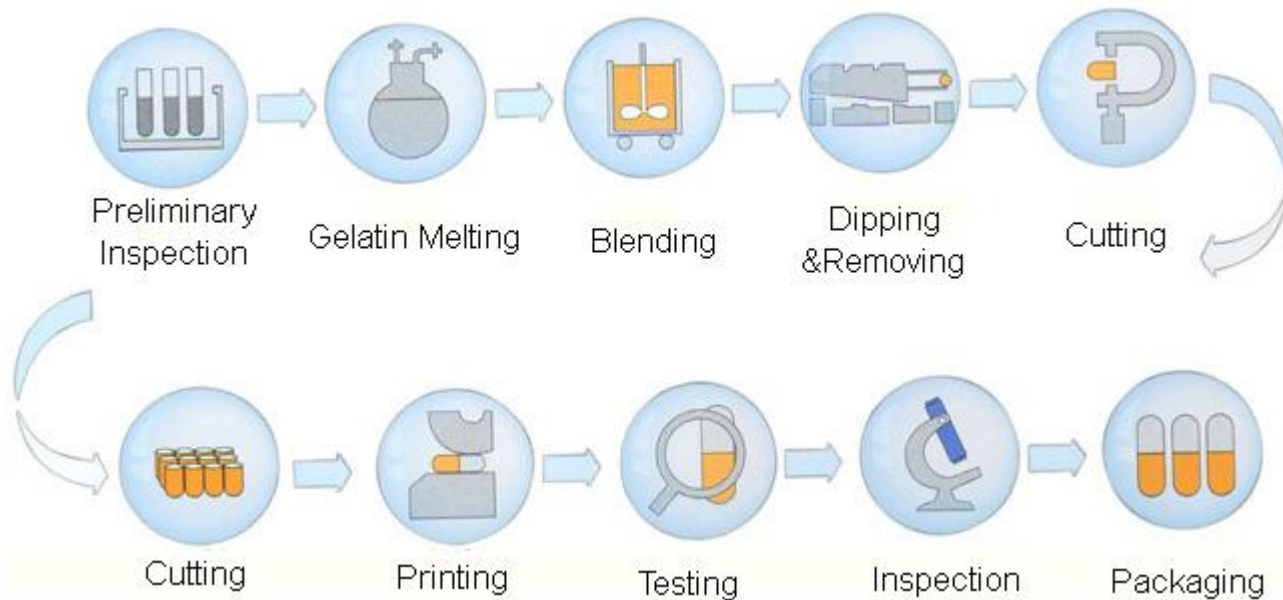 Preliminary
Inspection
Gelatin Melting
Blending
Dipping
&Removing
Cutting
Cutting
Printing
Testing
Inspection
Packaging